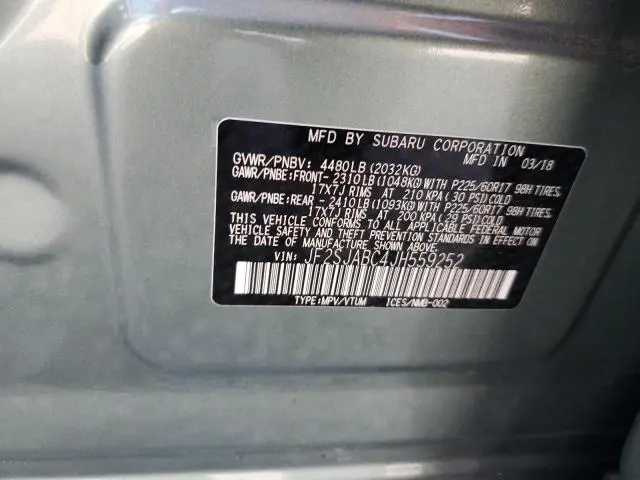 MFD BY SUBARU CORPORATION
MFD IN 03/18
GVWR/PNBV: 4480LB(2032KG)
GAWR/PNBE:FRONT-2310LB(1048KG)WITH P225/60R17 98H TIRES,
17X7J RIMS AT 210 KPA(30 PSI)COLD
GAWR/PNBE:REAR -2410LB(1093KG)WITH P225/60R17 98H TIRES,
17X7J RIMS AT 200 KPA(29 PSI)COLD
THIS VEHICLE CONFORMS TO ALL APPLICABLE FEDERAL MOTOR
VEHICLE SAFETY AND BUMPER STANDARDS IN EFFECT ON THE
DATE OF MANUFACTURE SHOWN ABOVE.
VIN: JF2SJABC4JH559252
TYPE:MPV/VTUM ICES/NMB-002